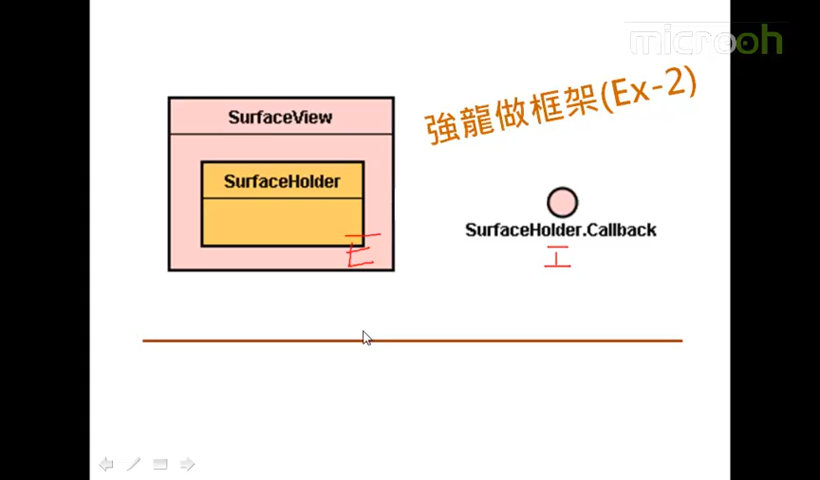 microoh
強龍做框架(Ex-2)
SurfaceView
SurfaceHolder
E
SurfaceHolder.Callback
I